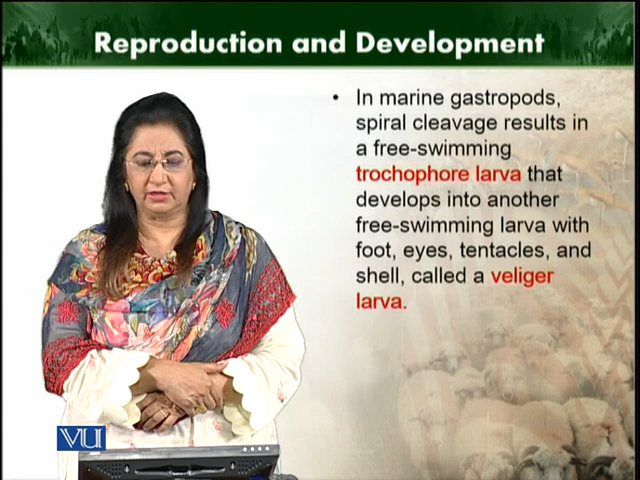 Reproduction and Development
• In marine gastropods,
spiral cleavage results in
a free-swimming
trochophore larva that
develops into another
free-swimming larva with
foot, eyes, tentacles, and
shell, called a veliger
larva.
VU